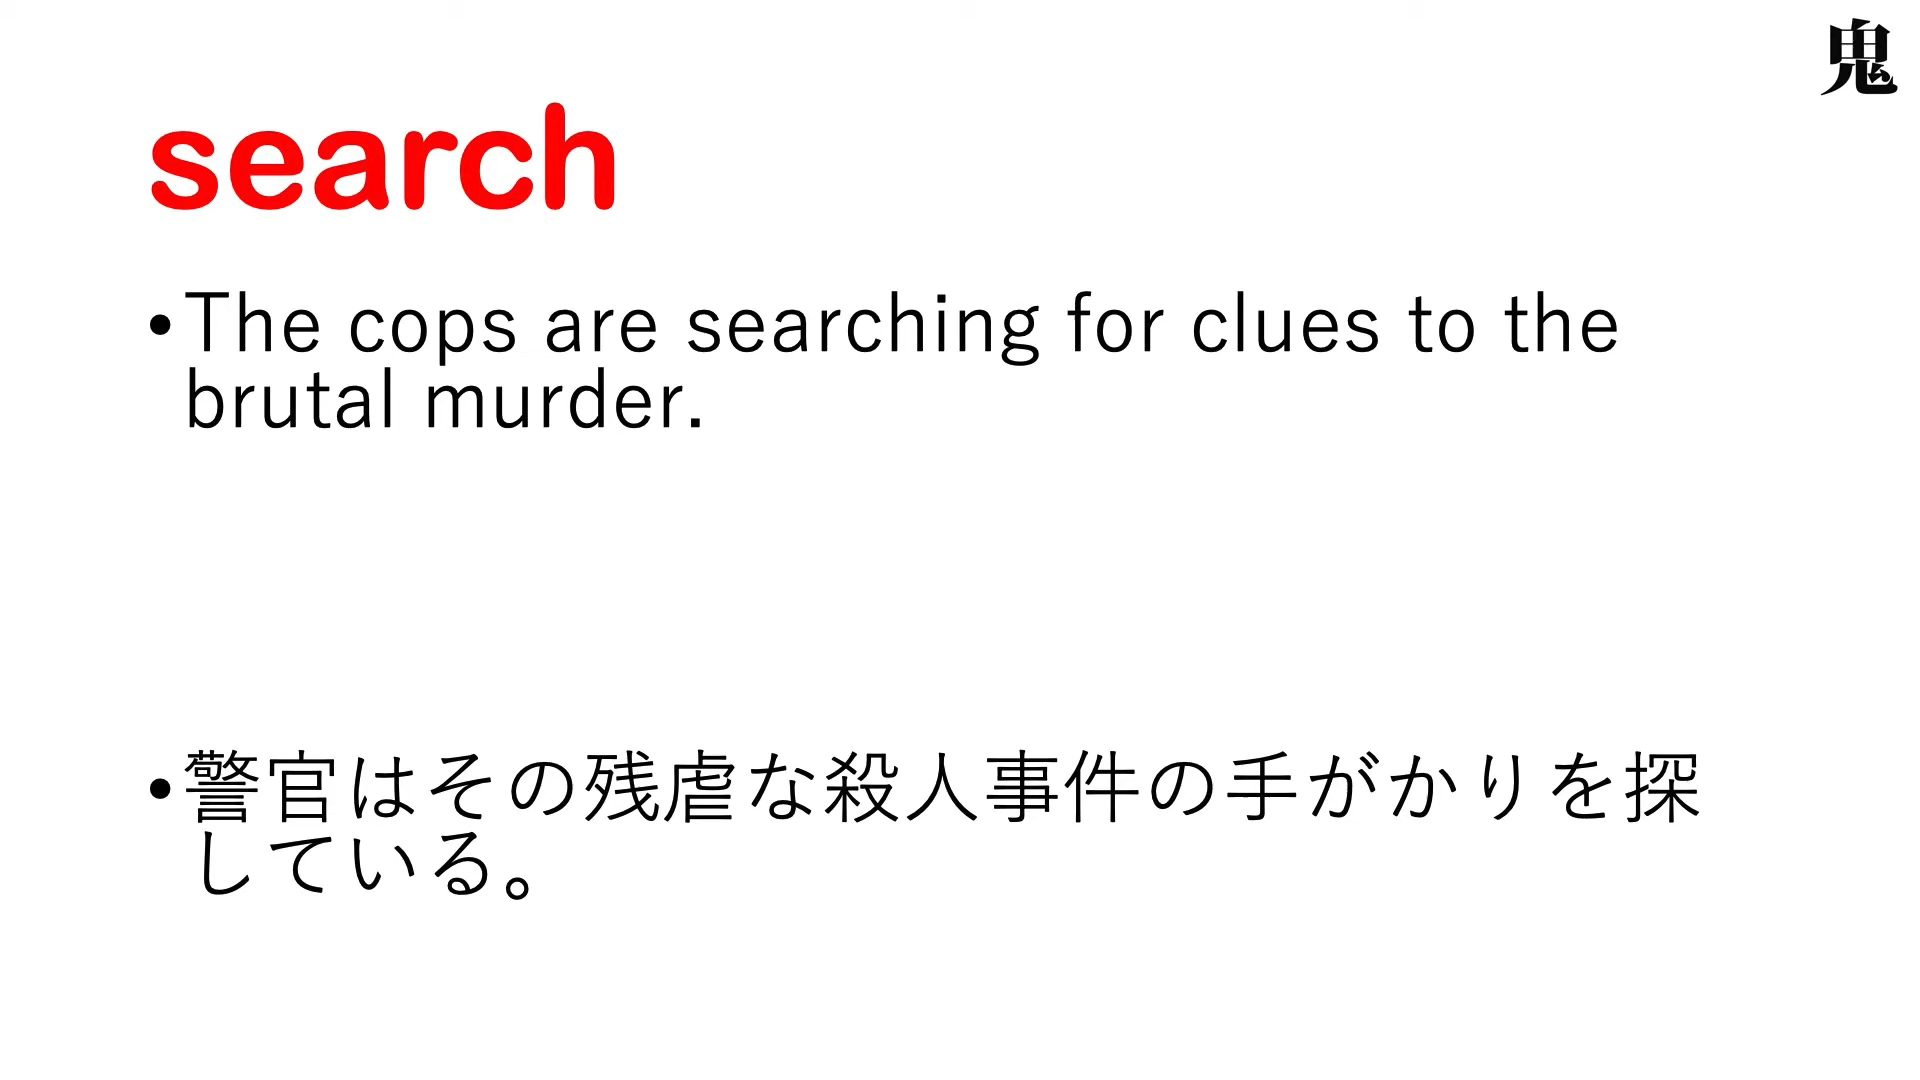 鬼
search
•The cops are searching for clues to the
brutal murder.
•警官はその残虐な殺人事件の手がかりを探
している。